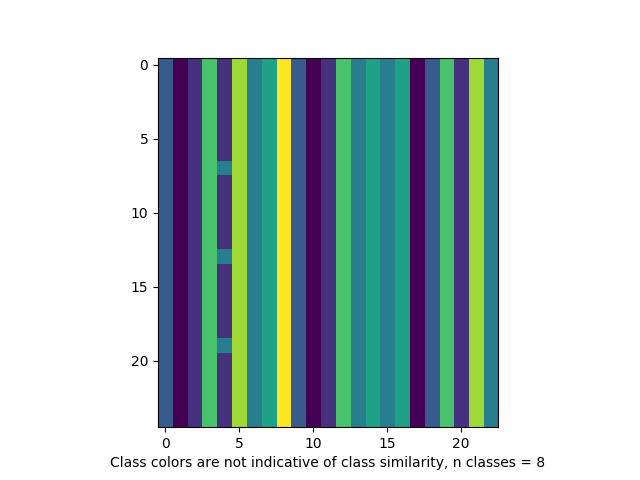 0
5
10
15
20
0 5 10 15 20
Class colors are not indicative of class similarity, n classes = 8